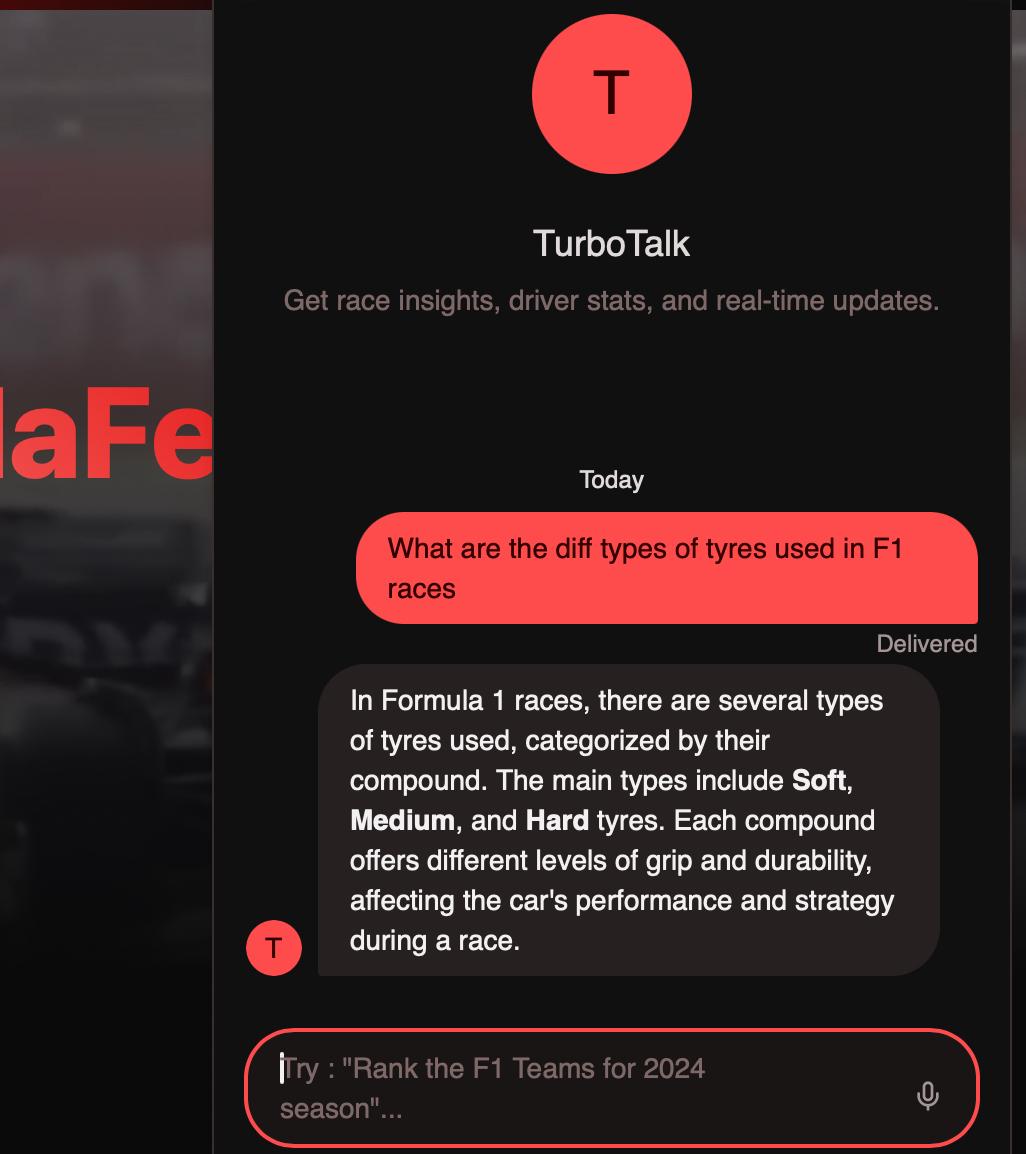 T
TurboTalk
Get race insights, driver stats, and real-time updates.
laFe
Today
What are the diff types of tyres used in F1
races
Delivered
In Formula 1 races, there are several types
of tyres used, categorized by their
compound. The main types include Soft,
Medium, and Hard tyres. Each compound
offers different levels of grip and durability,
affecting the car's performance and strategy
during a race.
T
Try : "Rank the F1 Teams for 2024
season"...